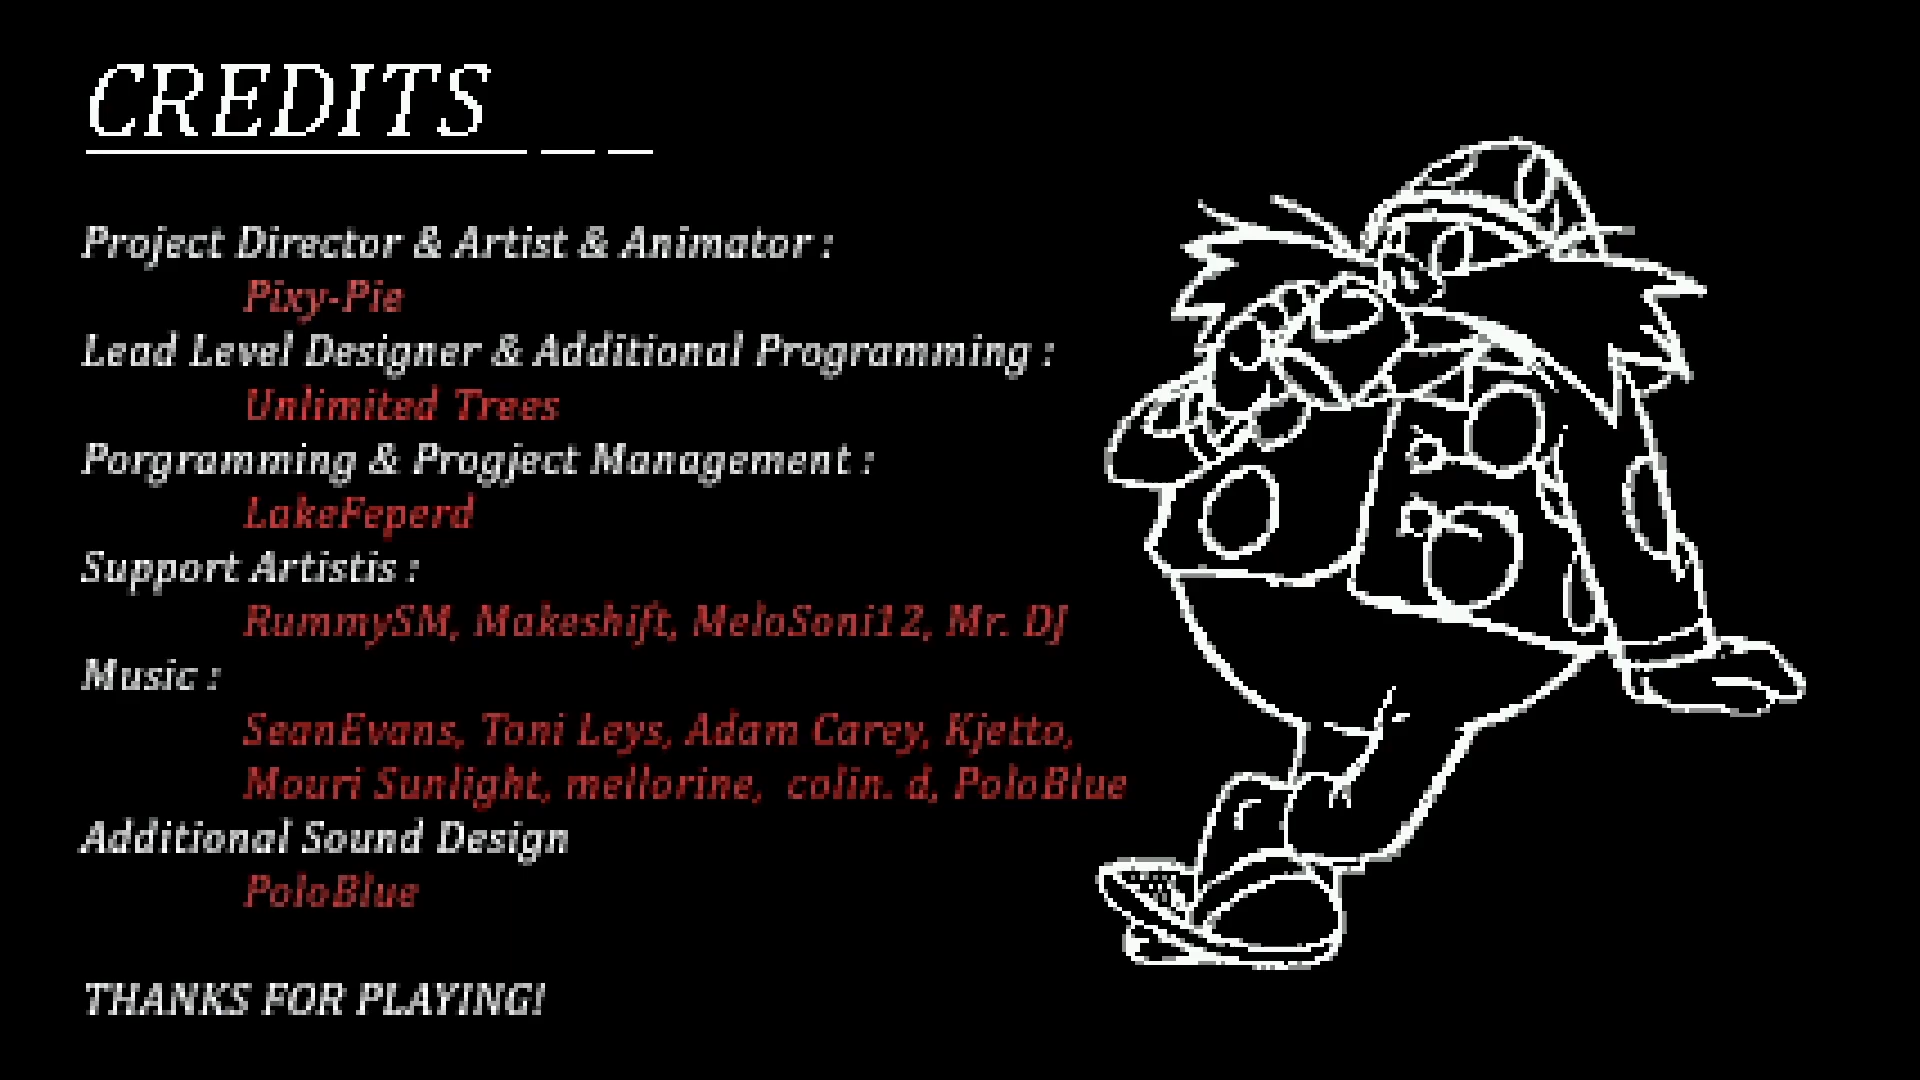 CREDITS
Project Director & Artist & Animator :
Pixy-Pie
Lead Level Designer & Additional Programming :
Unlimited Trees
Porgramming & Progject Management :
LakeFeperd
Support Artistis :
RummySM, Makeshift, MeloSoni12, Mr. DJ
Music :
SeanEvans, Toni Leys, Adam Carey, Kjetto,
Mouri Sunlight, mellorine, colin. d, PoloBlue
Additional Sound Design
PoloBlue
THANKS FOR PLAYING!